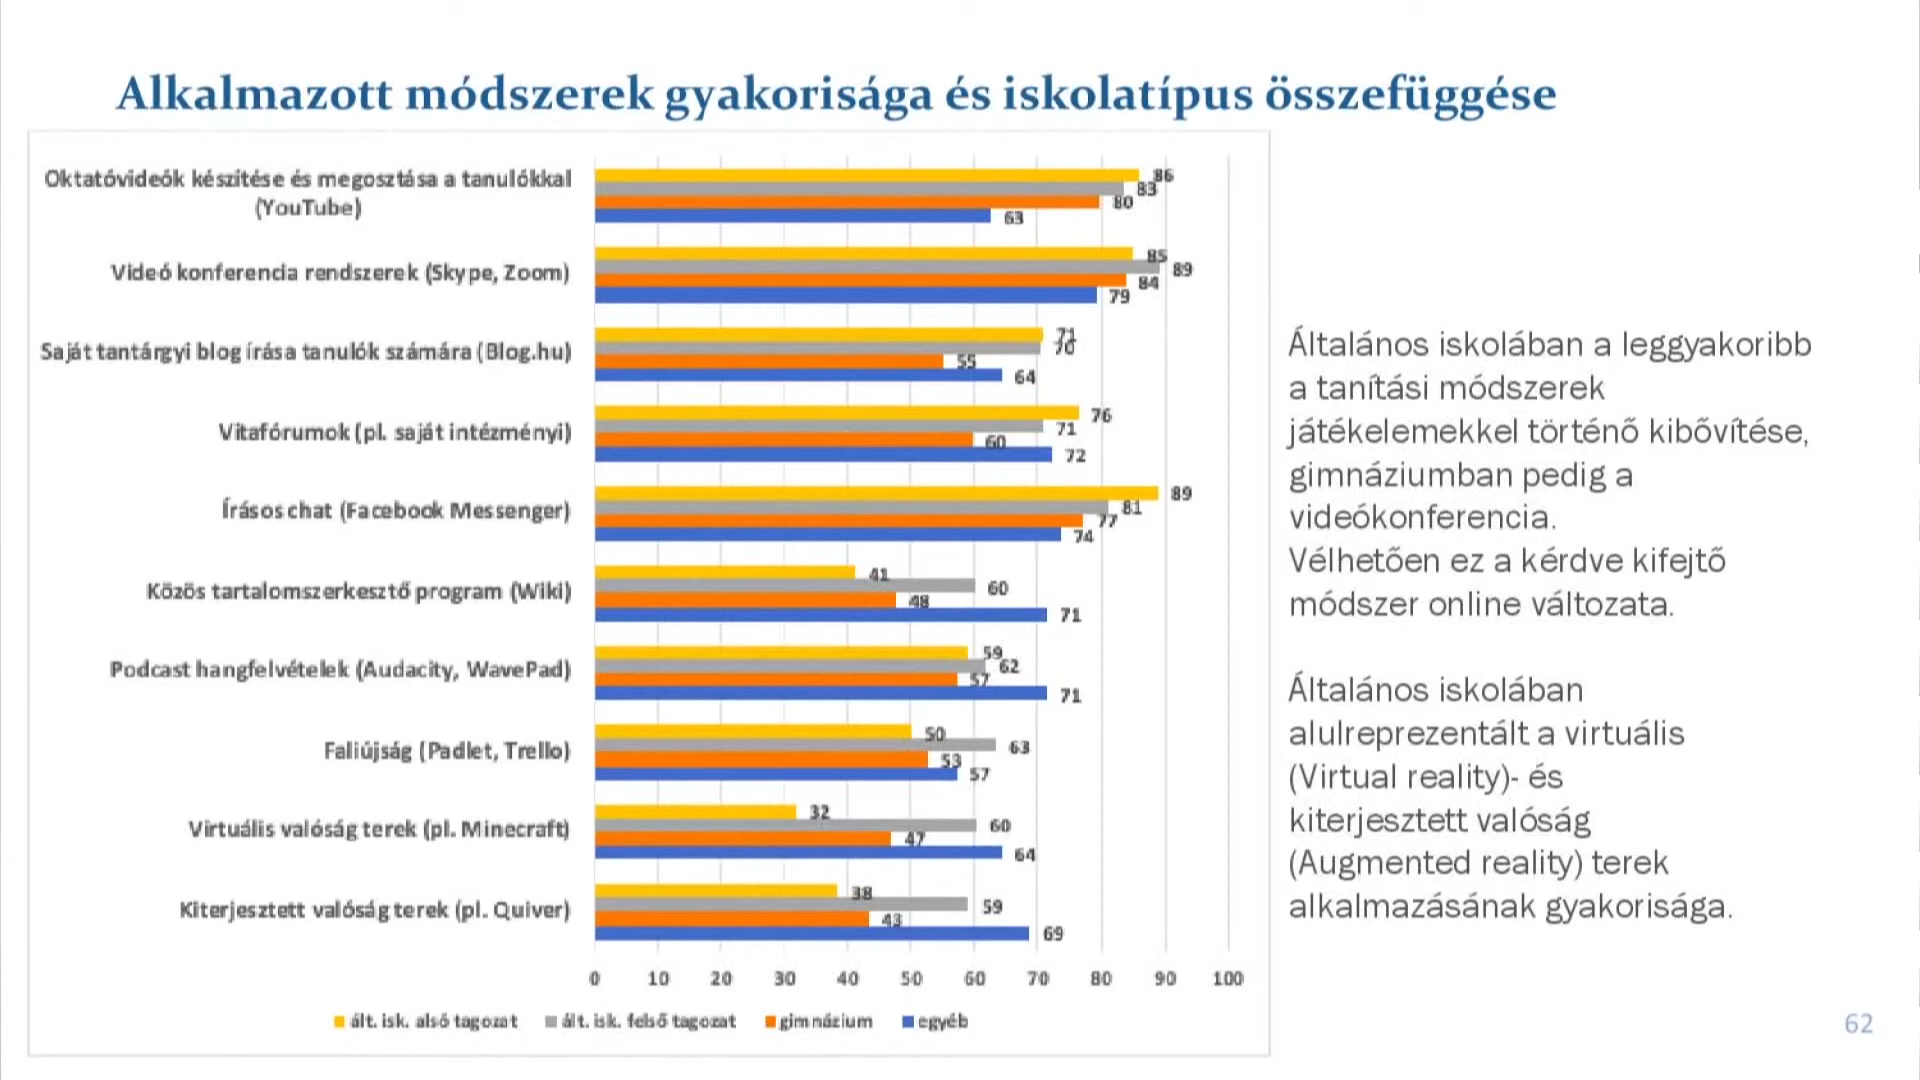 Alkalmazott módszerek gyakorisága és iskolatípus összefüggése
Oktatóvideók készítése és megosztása a tanulókkal
(YouTube)
86
83
80
63
Videó konferencia rendszerek (Skype, Zoom)
85
89
84
79
Saját tantárgyi blog írása tanulók számára (Blog.hu)
71
70
55
64
Vitafórumok (pl. saját intézményi)
76
71
60
72
Írásos chat (Facebook Messenger)
89
81
77
74
Közös tartalomszerkesztő program (Wiki)
41
60
48
71
Podcast hangfelvételek (Audacity, WavePad)
59
62
57
71
Faliújság (Padlet, Trello)
50
63
53
57
Virtuális valóság terek (pl. Minecraft)
32
60
47
64
Kiterjesztett valóság terek (pl. Quiver)
38
59
43
69
0 10 20 30 40 50 60 70 80 90 100
ált. isk. alsó tagozat ált. isk. felső tagozat gimnázium egyéb
Általános iskolában a leggyakoribb
a tanítási módszerek
játékelemekkel történő kibővítése,
gimnáziumban pedig a
videókonferencia.
Vélhetően ez a kérdve kifejtő
módszer online változata.
Általános iskolában
alulreprezentált a virtuális
(Virtual reality)- és
kiterjesztett valóság
(Augmented reality) terek
alkalmazásának gyakorisága.
62